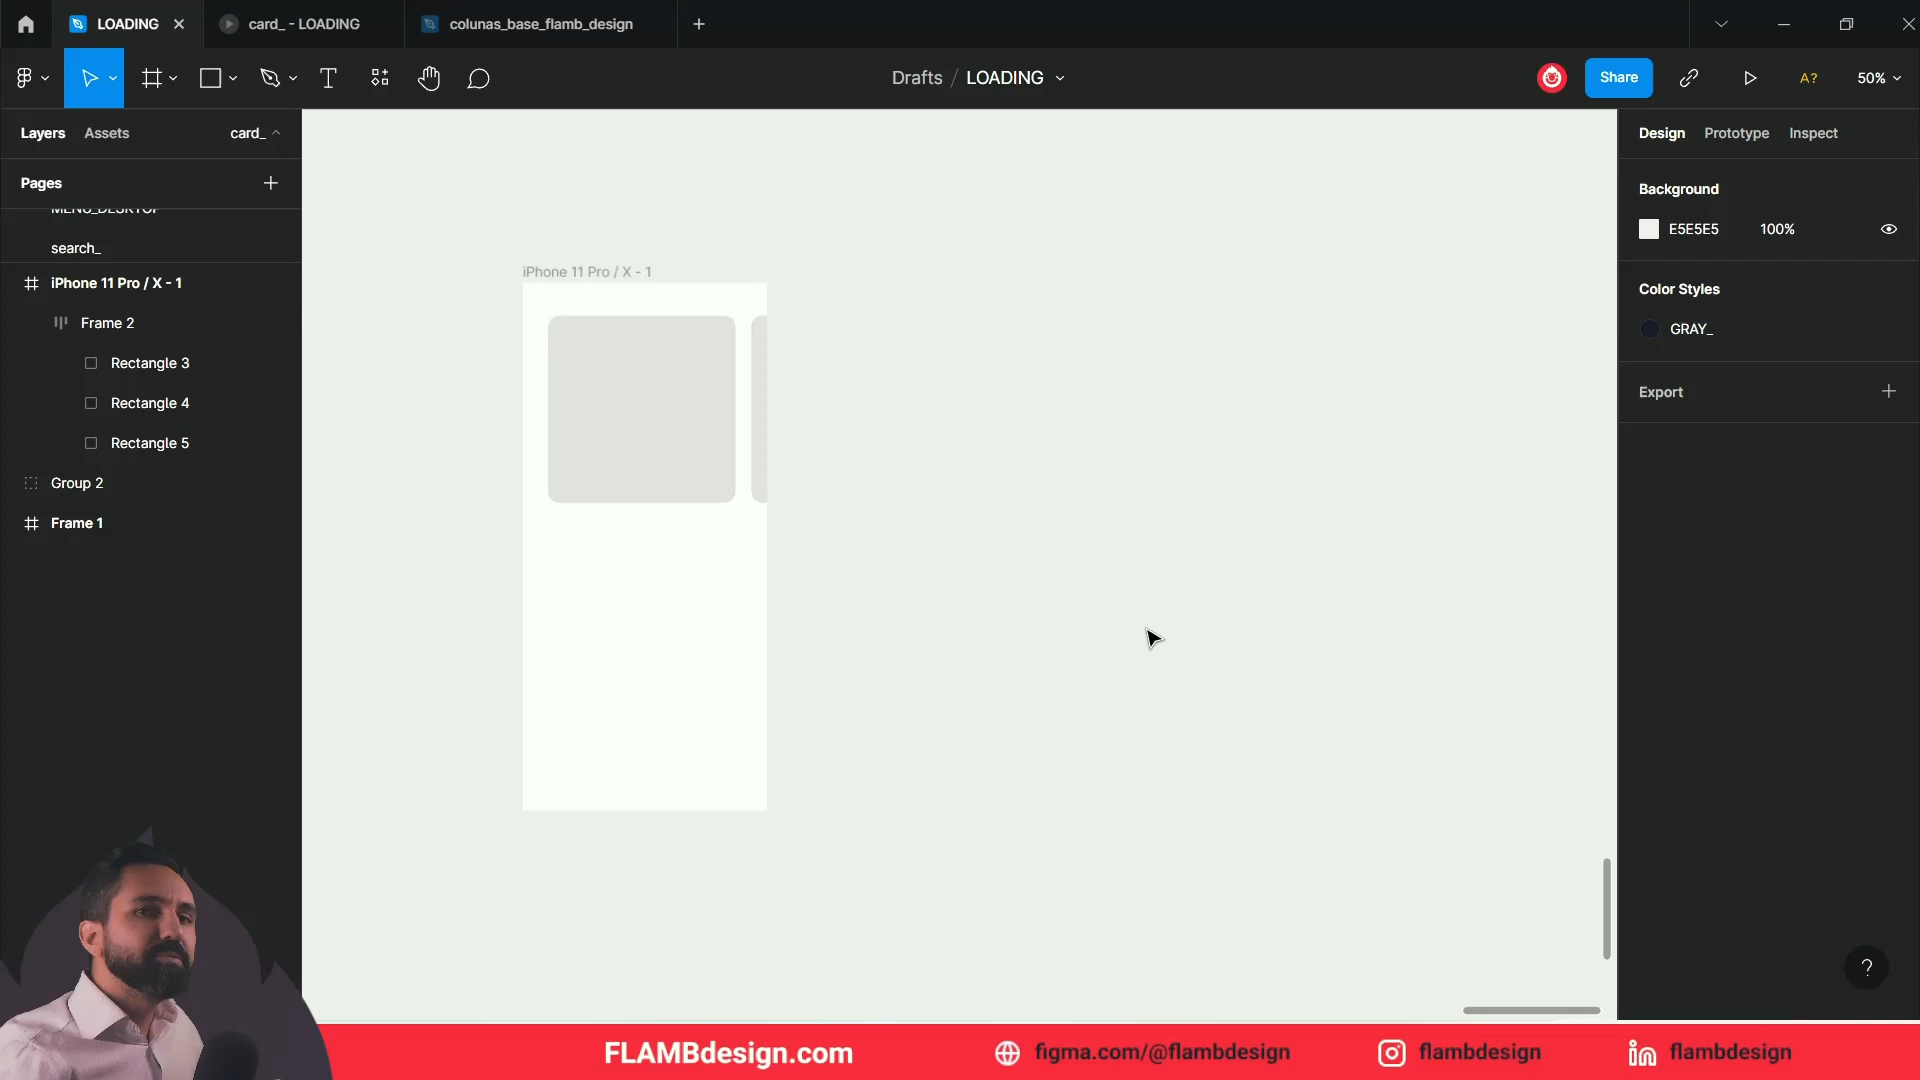 LOADING
card_ - LOADING
colunas_base_flamb_design
Drafts / LOADING
Share
A?
50%
Layers
Assets
card_
Pages
MENU_DESKTOP
search_
iPhone 11 Pro / X - 1
Frame 2
Rectangle 3
Rectangle 4
Rectangle 5
Group 2
Frame 1
iPhone 11 Pro / X - 1
Design
Prototype
Inspect
Background
E5E5E5
100%
Color Styles
GRAY_
Export
?
FLAMBdesign.com
figma.com/@flambdesign
flambdesign
flambdesign